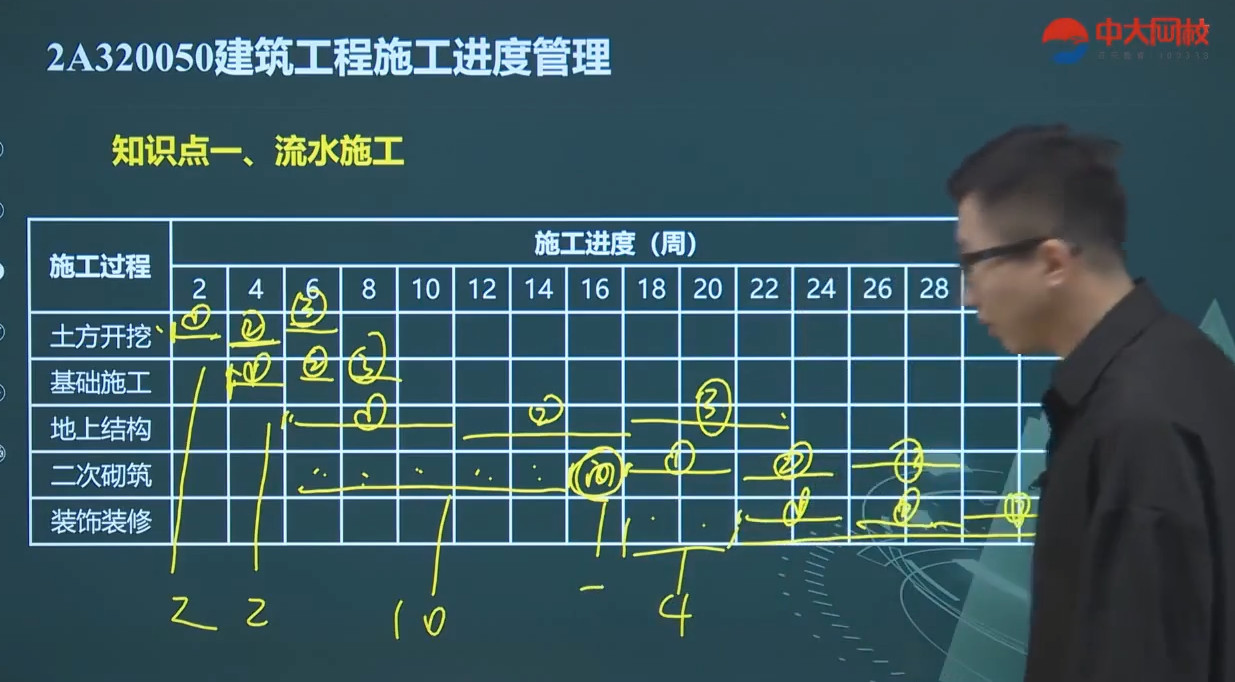 2A320050建筑工程施工进度管理
中大网校
知识点一、流水施工
施工过程
施工进度（周）
2 4 6 8 10 12 14 16 18 20 22 24 26 28
土方开挖 ① ② ③
基础施工 ① ② ③
地上结构 ① ② ③
二次砌筑 10 ① ②
装饰装修 ① ②
2 2 10 - 4